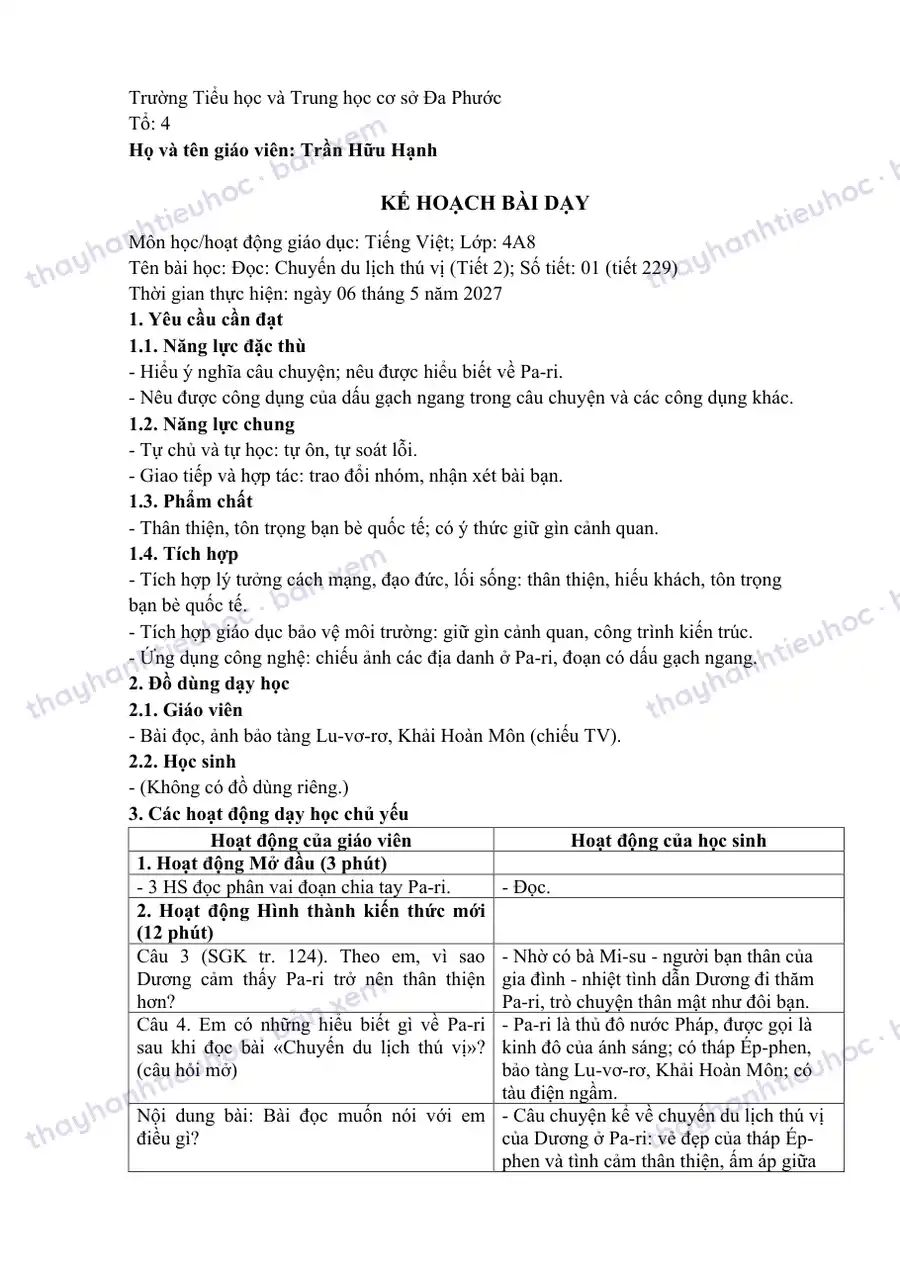 Trường Tiểu học và Trung học cơ sở Đa Phước
Tổ: 4
Họ và tên giáo viên: Trần Hữu Hạnh
KẾ HOẠCH BÀI DẠY
Môn học/hoạt động giáo dục: Tiếng Việt; Lớp: 4A8
Tên bài học: Đọc: Chuyến du lịch thú vị (Tiết 2); Số tiết: 01 (tiết 229)
Thời gian thực hiện: ngày 06 tháng 5 năm 2027
1. Yêu cầu cần đạt
1.1. Năng lực đặc thù
- Hiểu ý nghĩa câu chuyện; nêu được hiểu biết về Pa-ri.
- Nêu được công dụng của dấu gạch ngang trong câu chuyện và các công dụng khác.
1.2. Năng lực chung
- Tự chủ và tự học: tự ôn, tự soát lỗi.
- Giao tiếp và hợp tác: trao đổi nhóm, nhận xét bài bạn.
1.3. Phẩm chất
- Thân thiện, tôn trọng bạn bè quốc tế; có ý thức giữ gìn cảnh quan.
1.4. Tích hợp
- Tích hợp lý tưởng cách mạng, đạo đức, lối sống: thân thiện, hiếu khách, tôn trọng
bạn bè quốc tế.
- Tích hợp giáo dục bảo vệ môi trường: giữ gìn cảnh quan, công trình kiến trúc.
- Ứng dụng công nghệ: chiếu ảnh các địa danh ở Pa-ri, đoạn có dấu gạch ngang.
2. Đồ dùng dạy học
2.1. Giáo viên
- Bài đọc, ảnh bảo tàng Lu-vơ-rơ, Khải Hoàn Môn (chiếu TV).
2.2. Học sinh
- (Không có đồ dùng riêng.)
3. Các hoạt động dạy học chủ yếu
Hoạt động của giáo viên
Hoạt động của học sinh
1. Hoạt động Mở đầu (3 phút)
- 3 HS đọc phân vai đoạn chia tay Pa-ri.
- Đọc.
2. Hoạt động Hình thành kiến thức mới
(12 phút)
Câu 3 (SGK tr. 124). Theo em, vì sao
Dương cảm thấy Pa-ri trở nên thân thiện
hơn?
- Nhờ có bà Mi-su - người bạn thân của
gia đình - nhiệt tình dẫn Dương đi thăm
Pa-ri, trò chuyện thân mật như đôi bạn.
Câu 4. Em có những hiểu biết gì về Pa-ri
sau khi đọc bài «Chuyến du lịch thú vị»?
(câu hỏi mở)
- Pa-ri là thủ đô nước Pháp, được gọi là
kinh đô của ánh sáng; có tháp Ép-phen,
bảo tàng Lu-vơ-rơ, Khải Hoàn Môn; có
tàu điện ngầm.
Nội dung bài: Bài đọc muốn nói với em
điều gì?
- Câu chuyện kể về chuyến du lịch thú vị
của Dương ở Pa-ri: vẻ đẹp của tháp Ép-
phen và tình cảm thân thiện, ấm áp giữa
thayhanhtieuhoc · bản xem
thayhanhtieuhoc · b
thayhanhtieuhoc · bản xem
thayhanhtieuhoc · b
thayhanhtieuhoc · bản xem
thayhanhtieuhoc · b